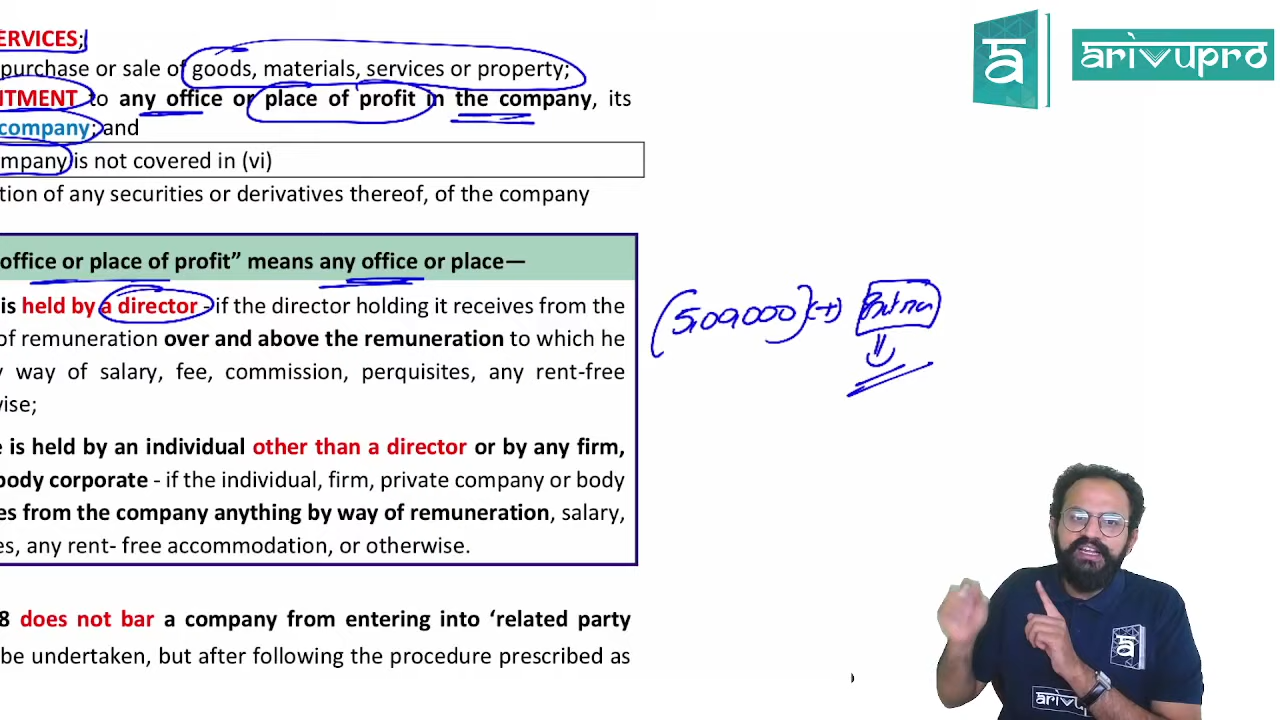 ERVICES;
purchase or sale of goods, materials, services or property;
ITMENT to any office or place of profit in the company, its
company; and
mpany is not covered in (vi)
tion of any securities or derivatives thereof, of the company
office or place of profit” means any office or place—
is held by a director - if the director holding it receives from the
of remuneration over and above the remuneration to which he
y way of salary, fee, commission, perquisites, any rent-free
wise;
e is held by an individual other than a director or by any firm,
body corporate - if the individual, firm, private company or body
es from the company anything by way of remuneration, salary,
es, any rent- free accommodation, or otherwise.
8 does not bar a company from entering into ‘related party
be undertaken, but after following the procedure prescribed as
(5,00,000) (+)
arivupro
arivup